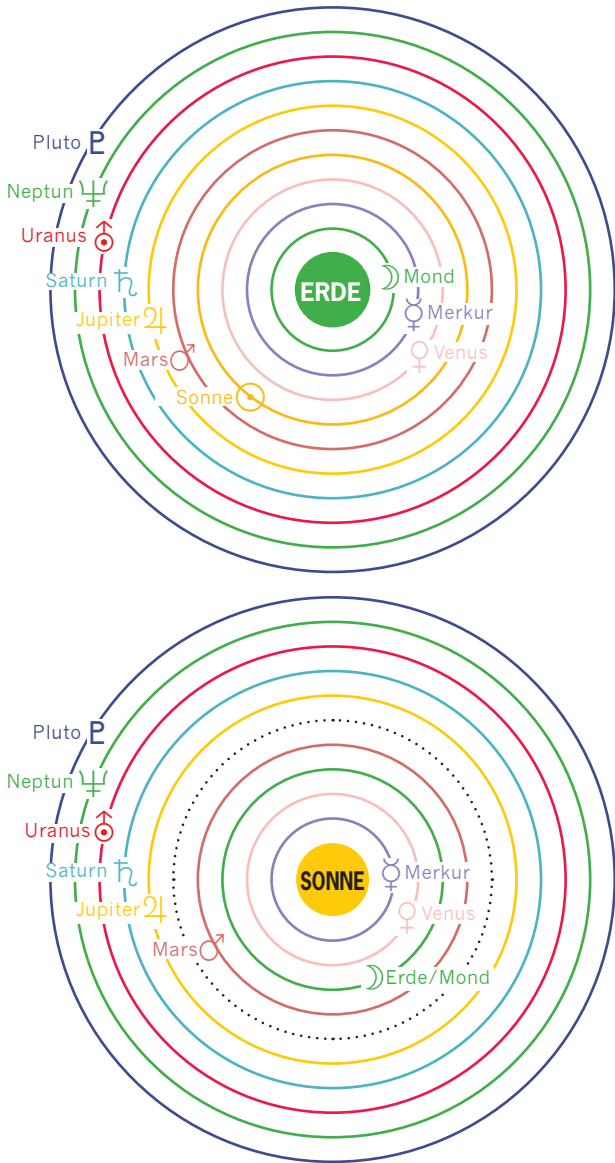 Pluto
Neptun
Uranus
Mond
ERDE
Saturn
Merkur
Jupiter
Venus
Mars
Sonne
Pluto
Neptun
Uranus
Saturn
Merkur
SONNE
Jupiter
Venus
Mars
Erde/Mond